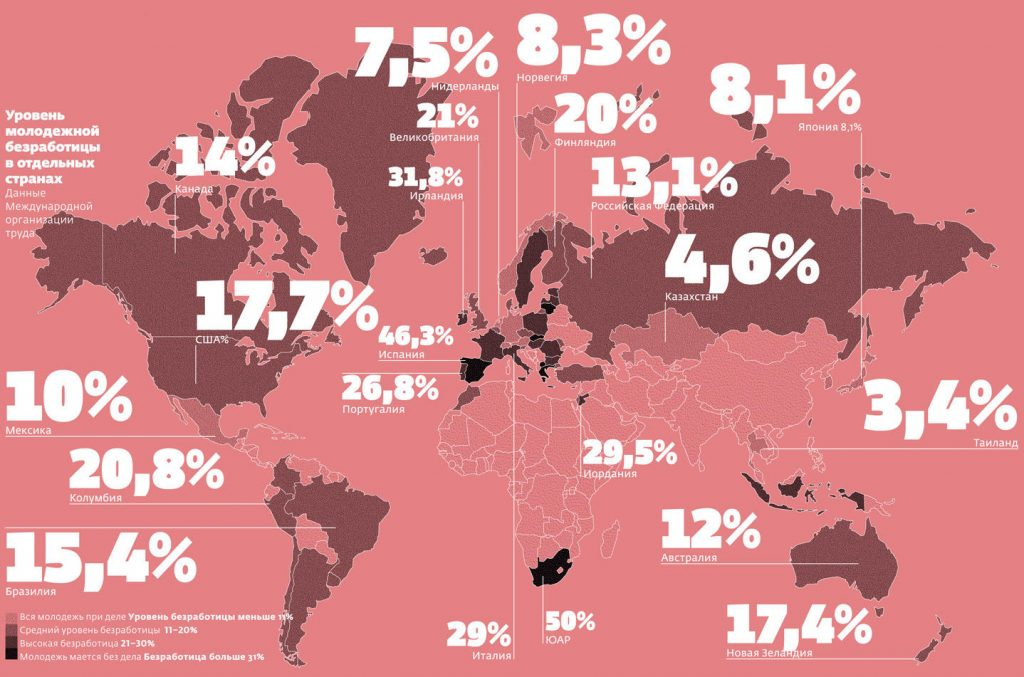 Уровень
молодежной
безработицы
в отдельных
странах
Данные
Международной
организации
труда
7,5%
Нидерланды
8,3%
Норвегия
8,1%
Япония 8,1%
21%
Великобритания
20%
Финляндия
14%
Канада
31,8%
Ирландия
13,1%
Российская Федерация
4,6%
Казахстан
17,7%
США%
46,3%
Испания
26,8%
Португалия
10%
Мексика
3,4%
Таиланд
20,8%
Колумбия
29,5%
Иордания
15,4%
Бразилия
12%
Австралия
50%
ЮАР
29%
Италия
17,4%
Новая Зеландия
Вся молодежь при деле Уровень безработицы меньше 11%
Средний уровень безработицы 11–20%
Высокая безработица 21–30%
Молодежь мается без дела Безработица больше 31%